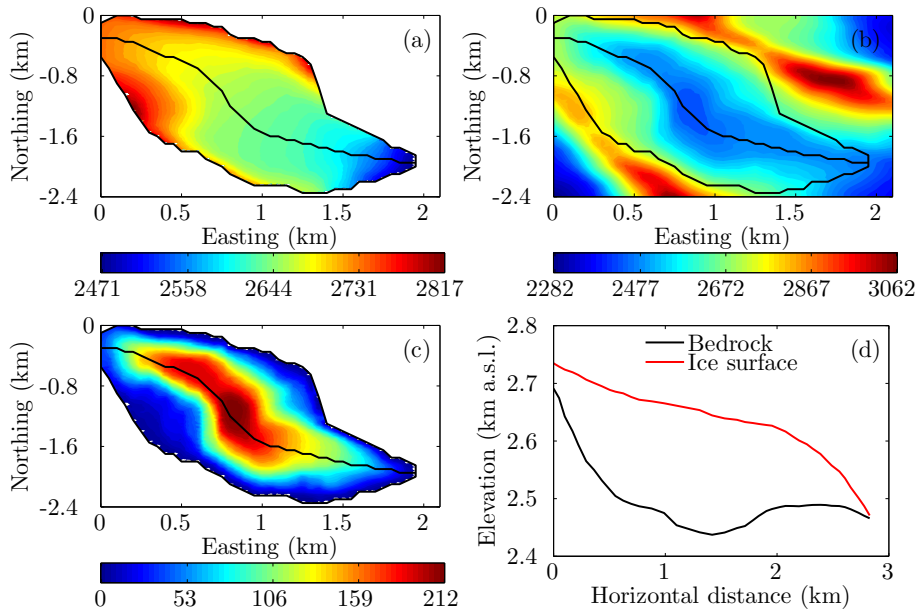 0
-0.8
-1.6
-2.4
Northing (km)
(a)
0 0.5 1 1.5 2
Easting (km)
2471 2558 2644 2731 2817
0
-0.8
-1.6
-2.4
Northing (km)
(b)
0 0.5 1 1.5 2
Easting (km)
2282 2477 2672 2867 3062
0
-0.8
-1.6
-2.4
Northing (km)
(c)
0 0.5 1 1.5 2
Easting (km)
0 53 106 159 212
2.8
2.7
2.6
2.5
2.4
Elevation (km a.s.l.)
Bedrock
Ice surface
(d)
0 1 2 3
Horizontal distance (km)